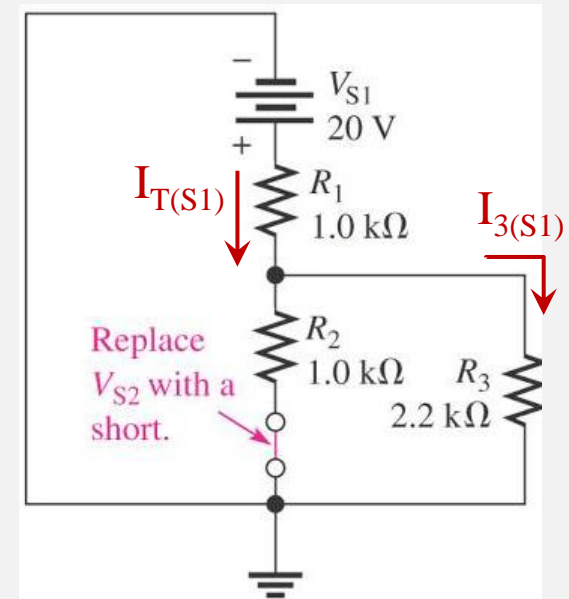 −
V_S1
20 V
+
I_T(S1)
R_1
1.0 kΩ
I_3(S1)
Replace
V_S2 with a
short.
R_2
1.0 kΩ
R_3
2.2 kΩ